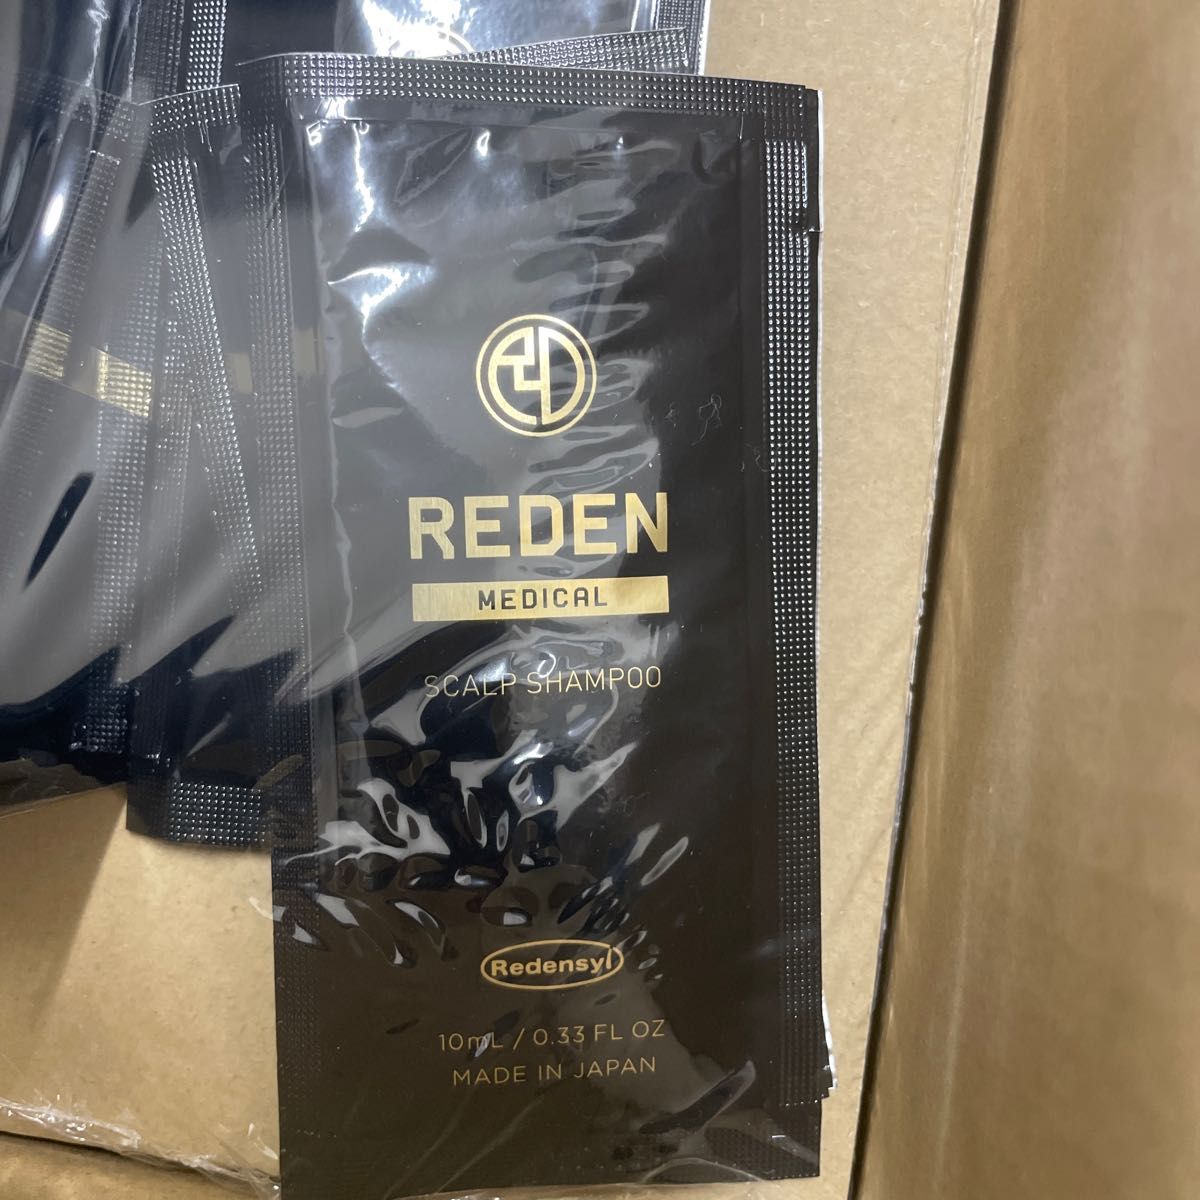 REDEN
MEDICAL
SCALP SHAMPOO
Redensyl
10mL / 0.33 FL OZ
MADE IN JAPAN